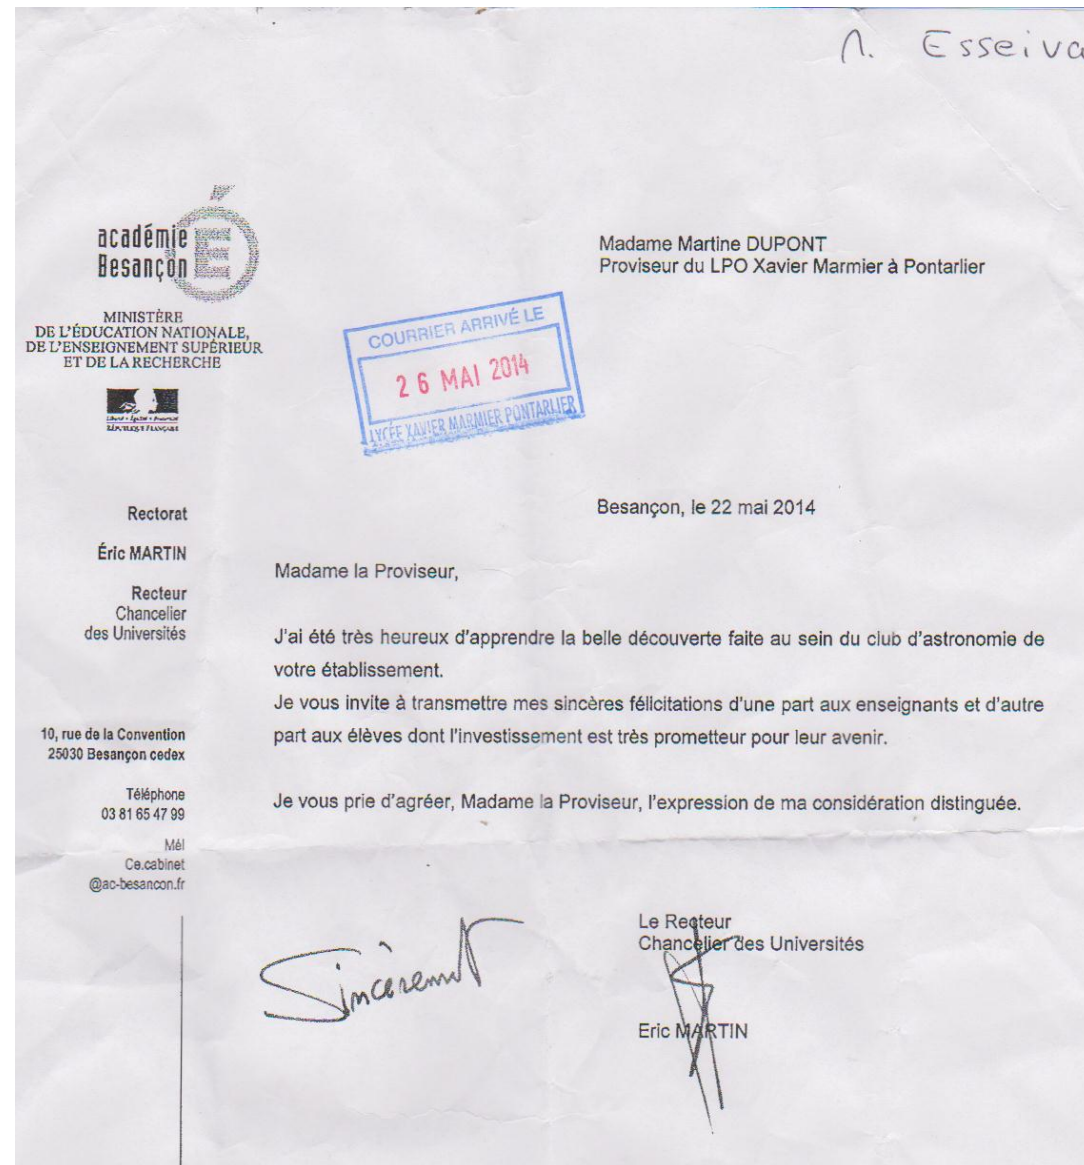 M. Esseiva
académie
Besançon
É
MINISTÈRE
DE L'ÉDUCATION NATIONALE,
DE L'ENSEIGNEMENT SUPÉRIEUR
ET DE LA RECHERCHE
Liberté • Égalité • Fraternité
RÉPUBLIQUE FRANÇAISE
Madame Martine DUPONT
Proviseur du LPO Xavier Marmier à Pontarlier
COURRIER ARRIVÉ LE
26 MAI 2014
LYCÉE XAVIER MARMIER PONTARLIER
Rectorat
Éric MARTIN
Recteur
Chancelier
des Universités
10, rue de la Convention
25030 Besançon cedex
Téléphone
03 81 65 47 99
Mél
Ce.cabinet
@ac-besancon.fr
Besançon, le 22 mai 2014
Madame la Proviseur,
J'ai été très heureux d'apprendre la belle découverte faite au sein du club d'astronomie de
votre établissement.
Je vous invite à transmettre mes sincères félicitations d'une part aux enseignants et d'autre
part aux élèves dont l'investissement est très prometteur pour leur avenir.
Je vous prie d'agréer, Madame la Proviseur, l'expression de ma considération distinguée.
Sincèrement
Le Recteur
Chancelier des Universités
Eric MARTIN